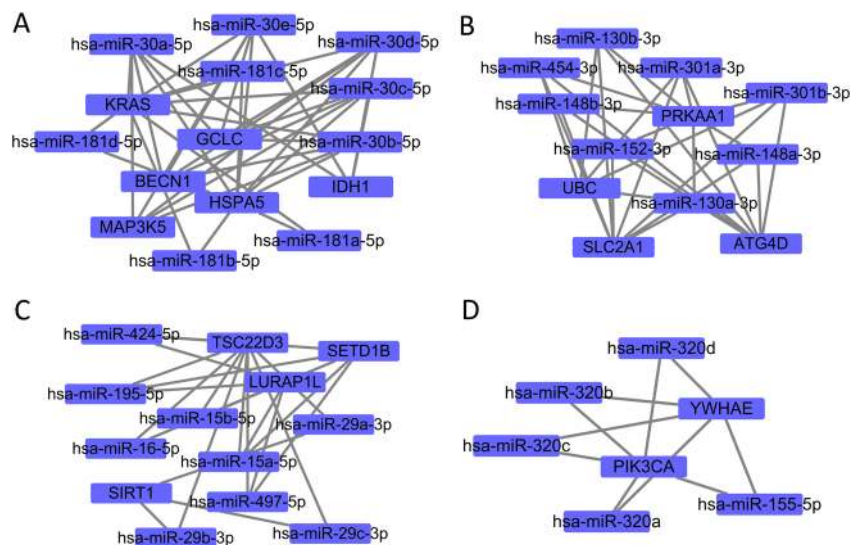 A
hsa-miR-30e-5p
hsa-miR-30a-5p
hsa-miR-30d-5p
hsa-miR-181c-5p
hsa-miR-30c-5p
KRAS
GCLC
hsa-miR-181d-5p
hsa-miR-30b-5p
BECN1
IDH1
HSPA5
MAP3K5
hsa-miR-181a-5p
hsa-miR-181b-5p
B
hsa-miR-130b-3p
hsa-miR-454-3p
hsa-miR-301a-3p
hsa-miR-301b-3p
hsa-miR-148b-3p
PRKAA1
hsa-miR-152-3p
hsa-miR-148a-3p
UBC
hsa-miR-130a-3p
SLC2A1
ATG4D
C
hsa-miR-424-5p
TSC22D3
SETD1B
LURAP1L
hsa-miR-195-5p
hsa-miR-15b-5p
hsa-miR-29a-3p
hsa-miR-16-5p
hsa-miR-15a-5p
SIRT1
hsa-miR-497-5p
hsa-miR-29b-3p
hsa-miR-29c-3p
D
hsa-miR-320d
hsa-miR-320b
YWHAE
hsa-miR-320c
PIK3CA
hsa-miR-155-5p
hsa-miR-320a